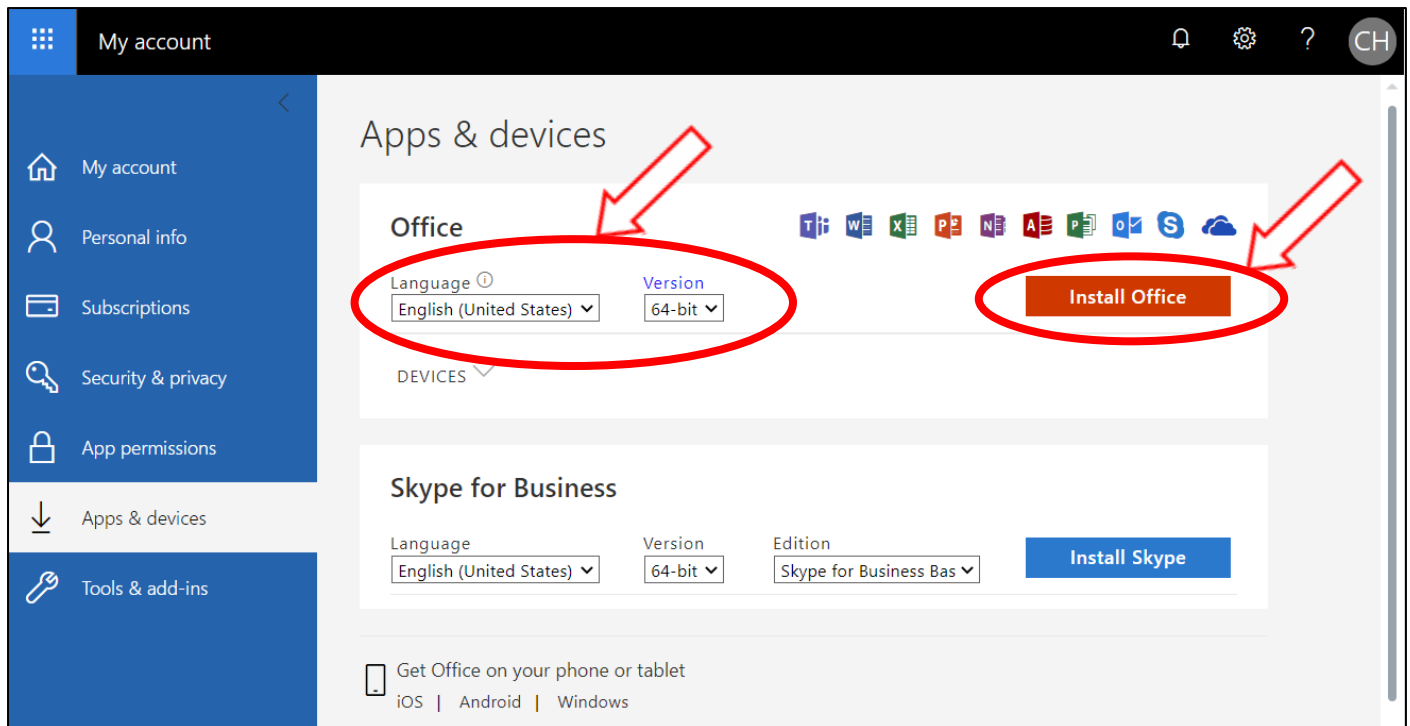 My account
?
CH
My account
Personal info
Subscriptions
Security & privacy
App permissions
Apps & devices
Tools & add-ins
Apps & devices
Office
T W X P N A P O S
Language Version
English (United States) 64-bit
Install Office
DEVICES
Skype for Business
Language Version Edition
English (United States) 64-bit Skype for Business Bas
Install Skype
Get Office on your phone or tablet
iOS | Android | Windows